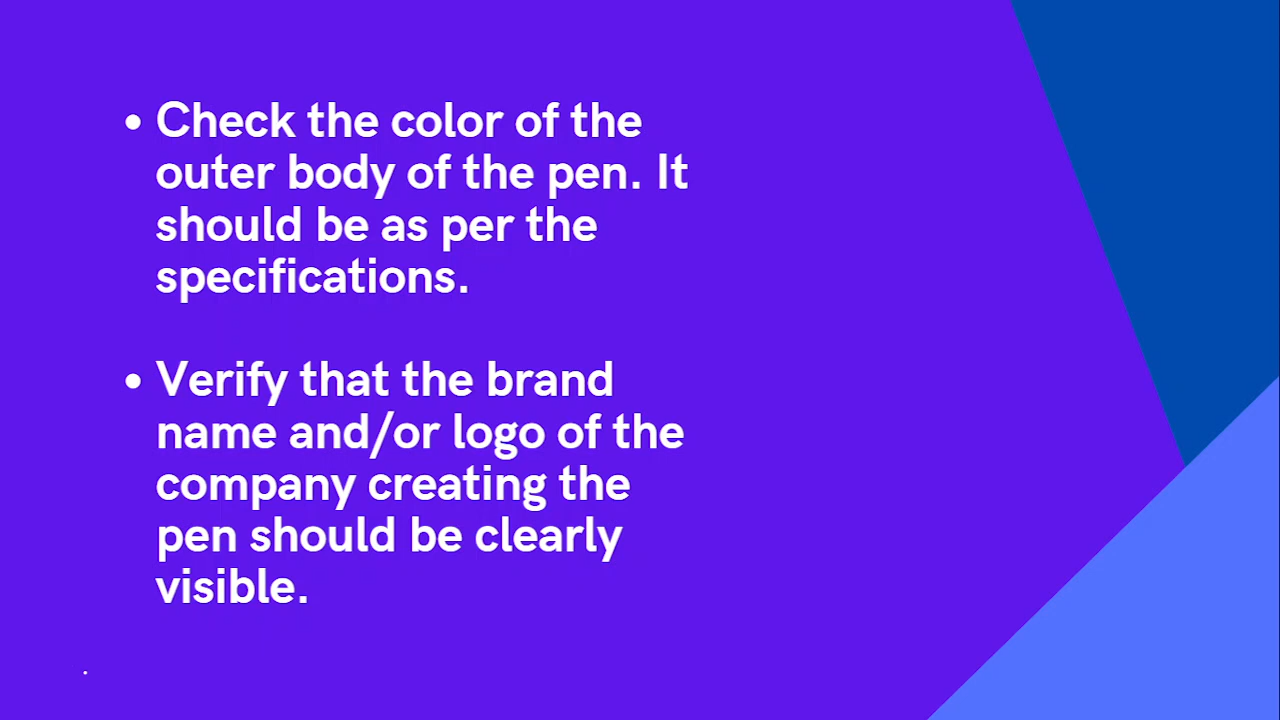 • Check the color of the
outer body of the pen. It
should be as per the
specifications.
• Verify that the brand
name and/or logo of the
company creating the
pen should be clearly
visible.
.